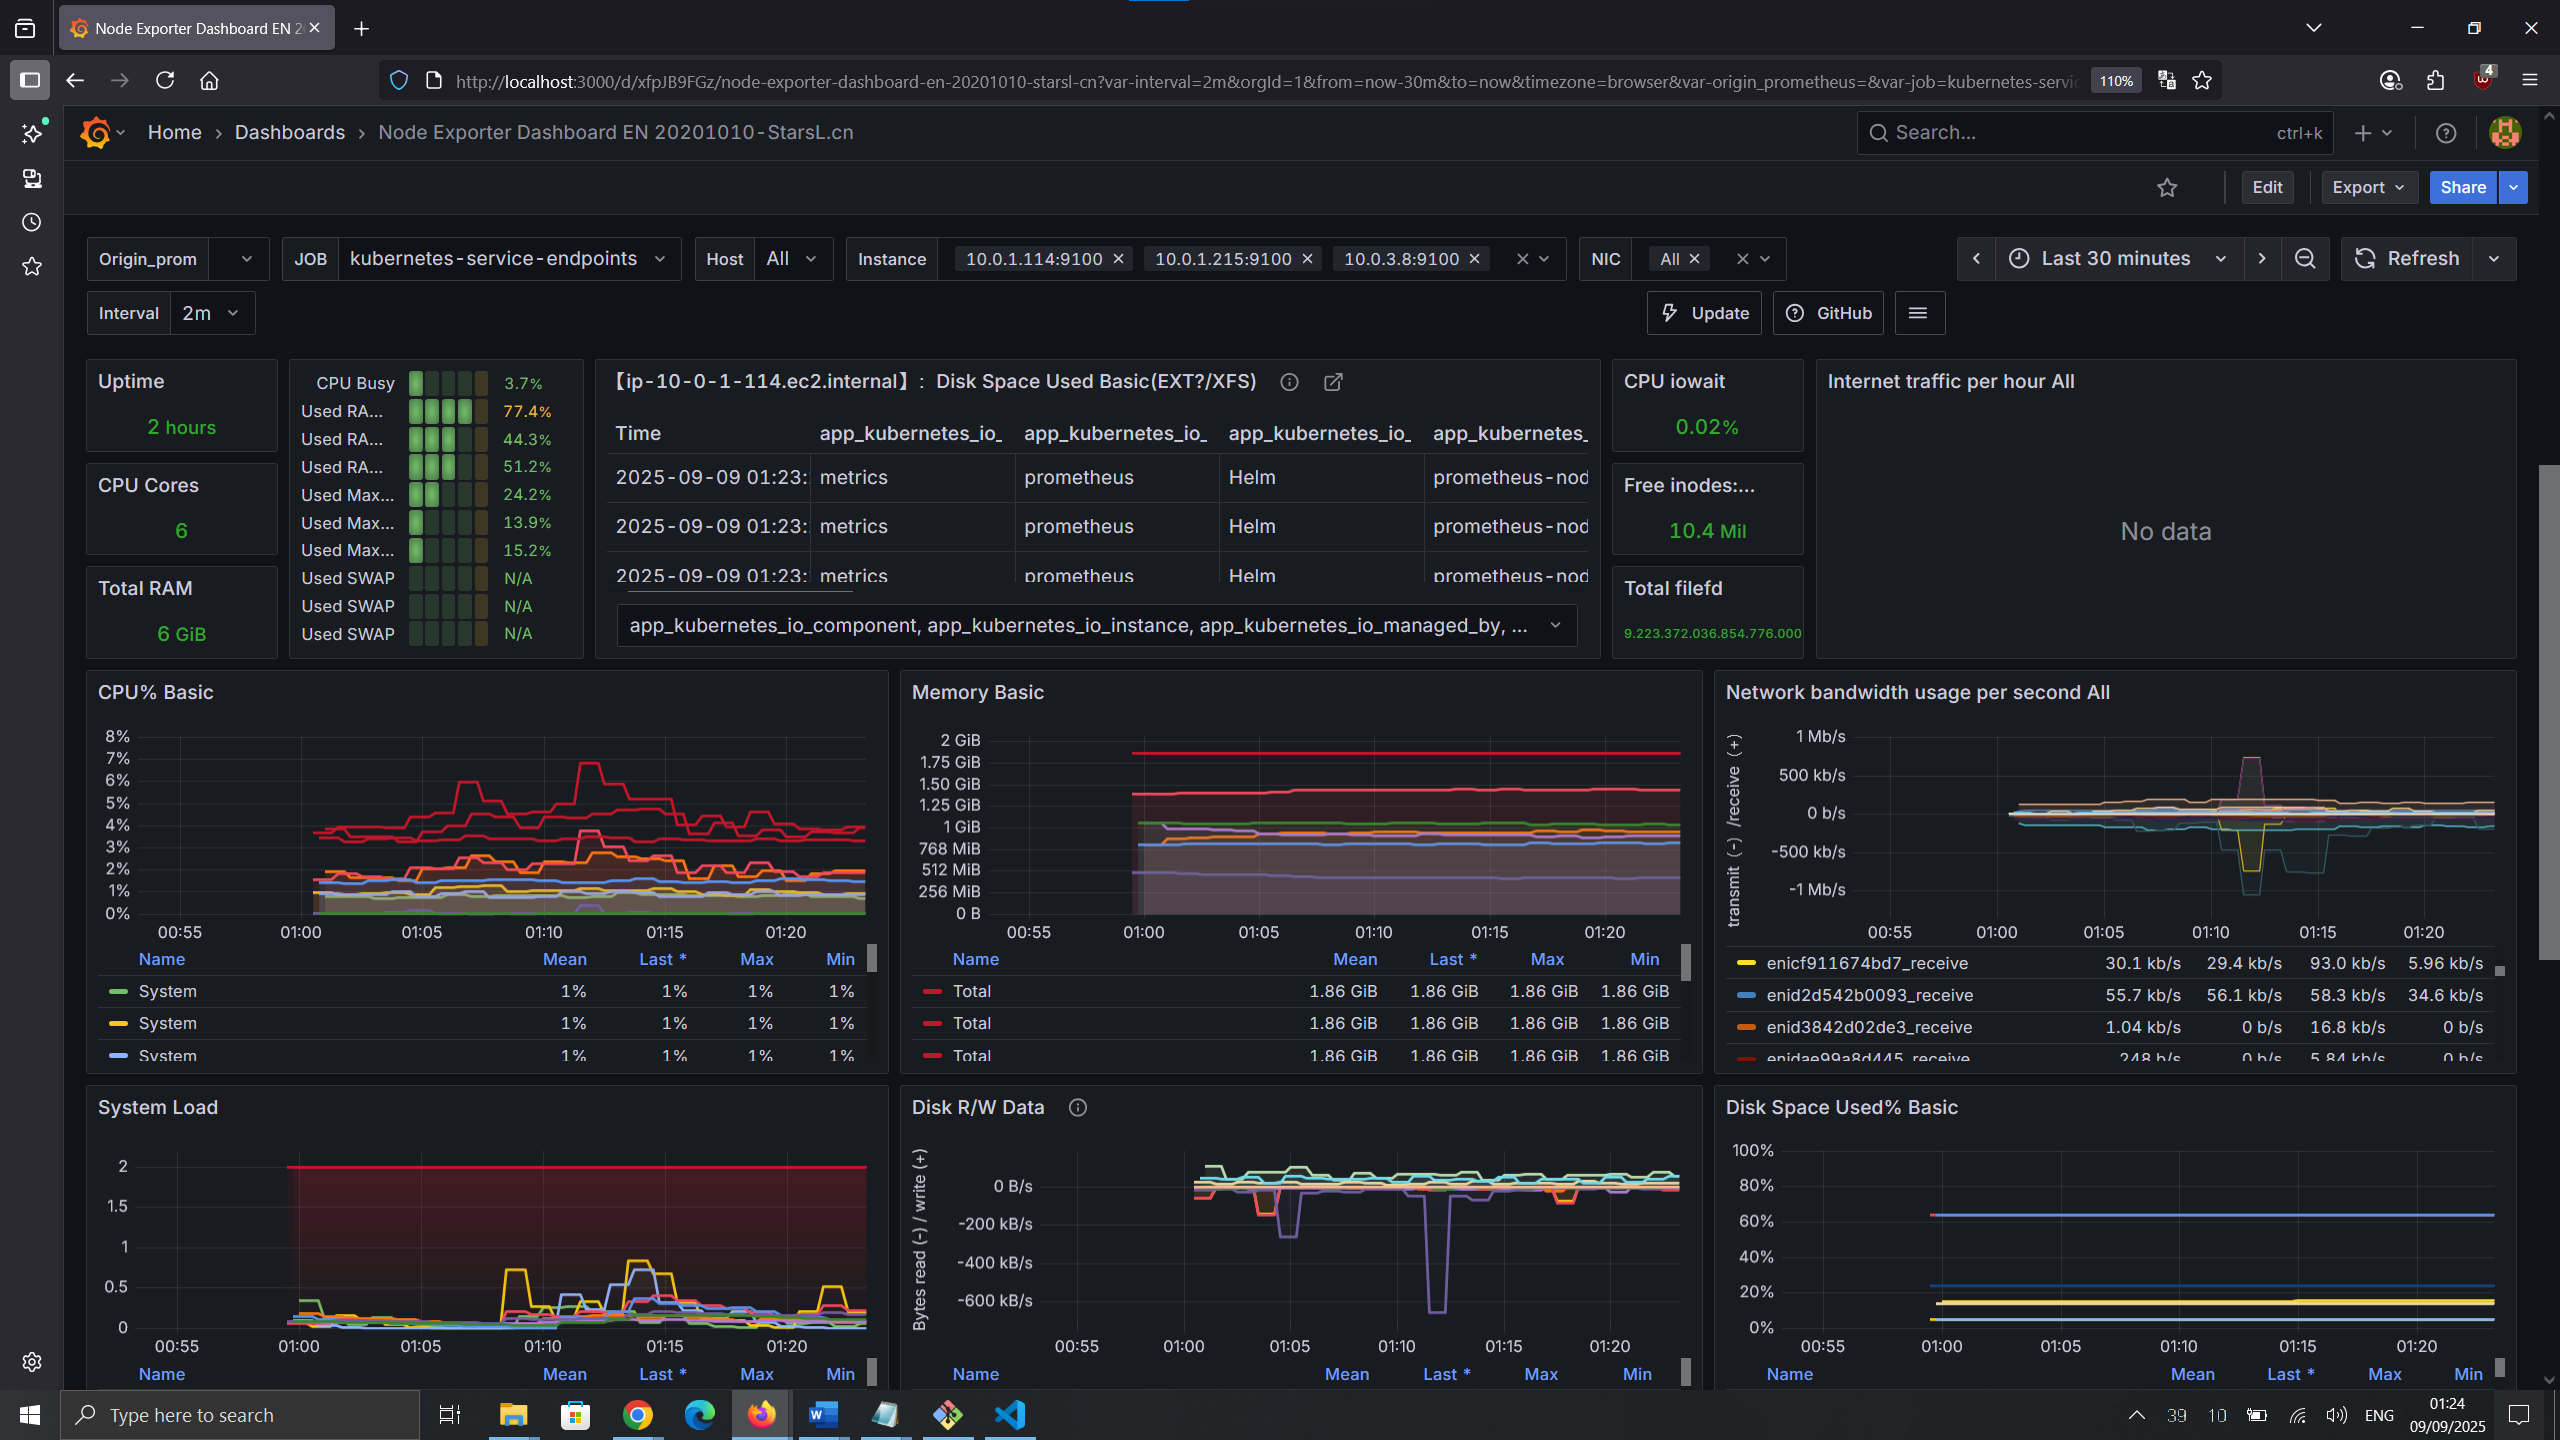 Node Exporter Dashboard EN 2
http://localhost:3000/d/xfpJB9FGz/node-exporter-dashboard-en-20201010-starsl-cn?var-interval=2m&orgId=1&from=now-30m&to=now&timezone=browser&var-origin_prometheus=&var-job=kubernetes-servic
110%
4
Home > Dashboards > Node Exporter Dashboard EN 20201010-StarsL.cn
Search... ctrl+k
Edit Export Share
Origin_prom JOB kubernetes-service-endpoints Host All Instance 10.0.1.114:9100 10.0.1.215:9100 10.0.3.8:9100 NIC All Last 30 minutes Refresh
Interval 2m Update GitHub
Uptime
2 hours
CPU Cores
6
Total RAM
6 GiB
CPU Busy 3.7%
Used RA... 77.4%
Used RA... 44.3%
Used RA... 51.2%
Used Max... 24.2%
Used Max... 13.9%
Used Max... 15.2%
Used SWAP N/A
Used SWAP N/A
Used SWAP N/A
【ip-10-0-1-114.ec2.internal】: Disk Space Used Basic(EXT?/XFS)
Time app_kubernetes_io_ app_kubernetes_io_ app_kubernetes_io_ app_kubernetes_
2025-09-09 01:23: metrics prometheus Helm prometheus-nod
2025-09-09 01:23: metrics prometheus Helm prometheus-nod
2025-09-09 01:23: metrics prometheus Helm prometheus-nod
app_kubernetes_io_component, app_kubernetes_io_instance, app_kubernetes_io_managed_by, ...
CPU iowait
0.02%
Free inodes:...
10.4 Mil
Total filefd
9.223.372.036.854.776.000
Internet traffic per hour All
No data
CPU% Basic
8%
7%
6%
5%
4%
3%
2%
1%
0%
00:55 01:00 01:05 01:10 01:15 01:20
Name Mean Last * Max Min
System 1% 1% 1% 1%
System 1% 1% 1% 1%
System 1% 1% 1% 1%
Memory Basic
2 GiB
1.75 GiB
1.50 GiB
1.25 GiB
1 GiB
768 MiB
512 MiB
256 MiB
0 B
00:55 01:00 01:05 01:10 01:15 01:20
Name Mean Last * Max Min
Total 1.86 GiB 1.86 GiB 1.86 GiB 1.86 GiB
Total 1.86 GiB 1.86 GiB 1.86 GiB 1.86 GiB
Total 1.86 GiB 1.86 GiB 1.86 GiB 1.86 GiB
Network bandwidth usage per second All
transmit (-) /receive (+)
1 Mb/s
500 kb/s
0 b/s
-500 kb/s
-1 Mb/s
00:55 01:00 01:05 01:10 01:15 01:20
enicf911674bd7_receive 30.1 kb/s 29.4 kb/s 93.0 kb/s 5.96 kb/s
enid2d542b0093_receive 55.7 kb/s 56.1 kb/s 58.3 kb/s 34.6 kb/s
enid3842d02de3_receive 1.04 kb/s 0 b/s 16.8 kb/s 0 b/s
enidae99a8d445_receive 248 b/s 0 b/s 5.84 kb/s 0 b/s
System Load
2
1.5
1
0.5
0
00:55 01:00 01:05 01:10 01:15 01:20
Name Mean Last * Max Min
Disk R/W Data
Bytes read (-) / write (+)
0 B/s
-200 kB/s
-400 kB/s
-600 kB/s
00:55 01:00 01:05 01:10 01:15 01:20
Name Mean Last * Max Min
Disk Space Used% Basic
100%
80%
60%
40%
20%
0%
00:55 01:00 01:05 01:10 01:15 01:20
Name Mean Last * Max Min
Type here to search
39 10 ENG
01:24
09/09/2025